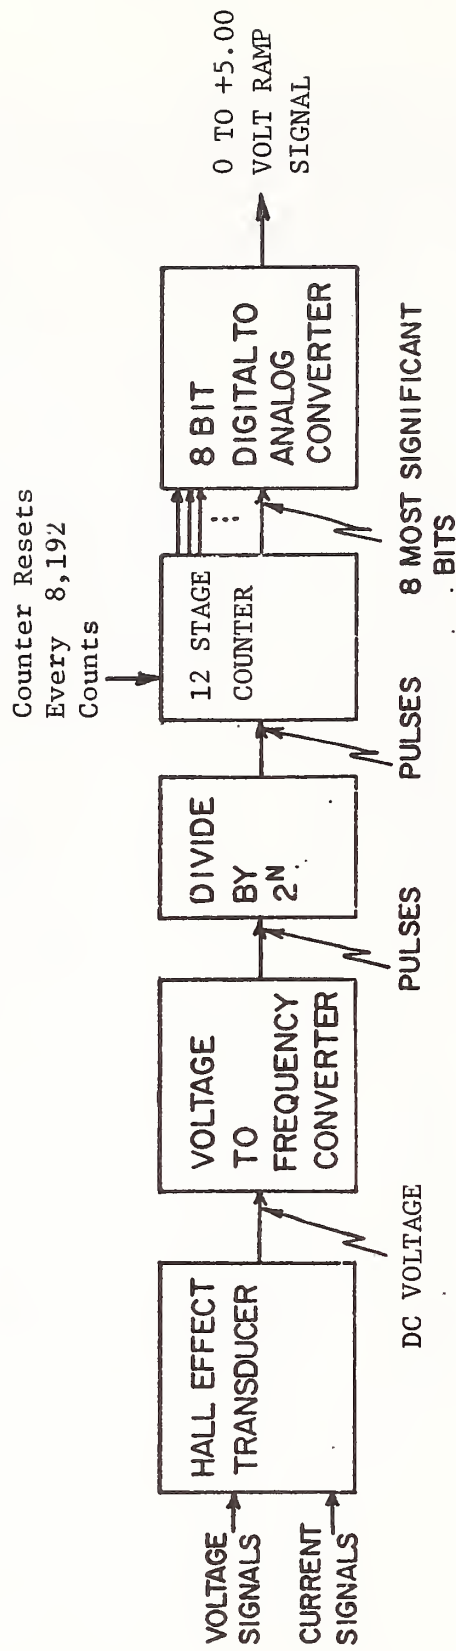 VOLTAGE
SIGNALS
CURRENT
SIGNALS
HALL EFFECT
TRANSDUCER
DC VOLTAGE
VOLTAGE
TO
FREQUENCY
CONVERTER
PULSES
DIVIDE
BY
2ᴺ
PULSES
Counter Resets
Every 8,192
Counts
12 STAGE
COUNTER
8 MOST SIGNIFICANT
BITS
8 BIT
DIGITAL TO
ANALOG
CONVERTER
0 TO +5.00
VOLT RAMP
SIGNAL